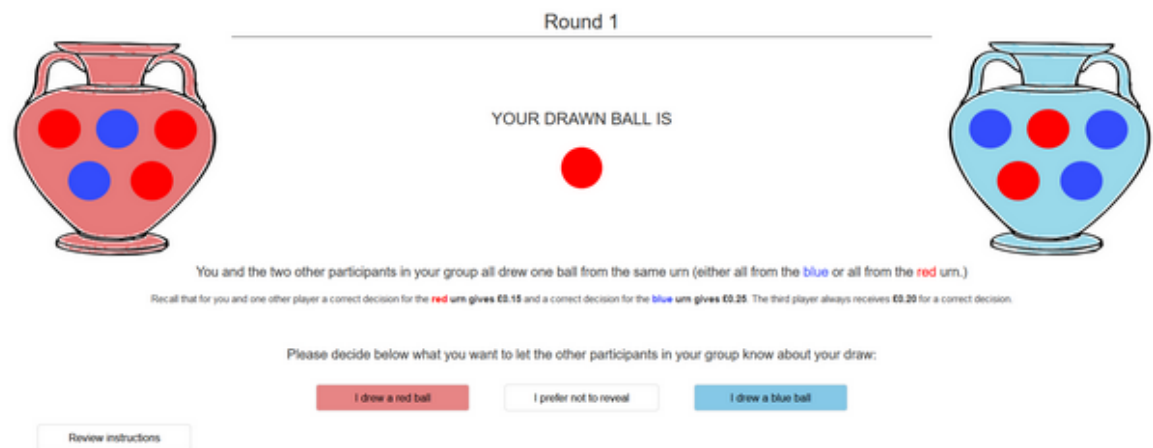 Round 1
YOUR DRAWN BALL IS
You and the two other participants in your group all drew one ball from the same urn (either all from the blue or all from the red urn.)
Recall that for you and one other player a correct decision for the red urn gives £0.15 and a correct decision for the blue urn gives £0.25. The third player always receives £0.20 for a correct decision.
Please decide below what you want to let the other participants in your group know about your draw:
I drew a red ball
I prefer not to reveal
I drew a blue ball
Review instructions